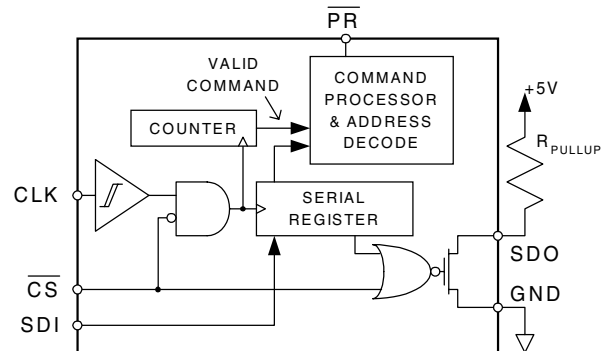 PR
VALID
COMMAND
COMMAND
PROCESSOR
& ADDRESS
DECODE
+5V
COUNTER
RPULLUP
CLK
SERIAL
REGISTER
SDO
CS
GND
SDI